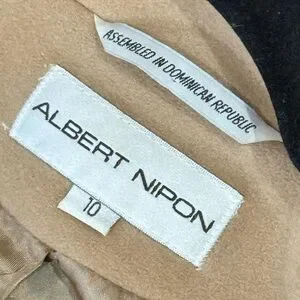 ASSEMBLED IN DOMINICAN REPUBLIC
ALBERT NIPON
10